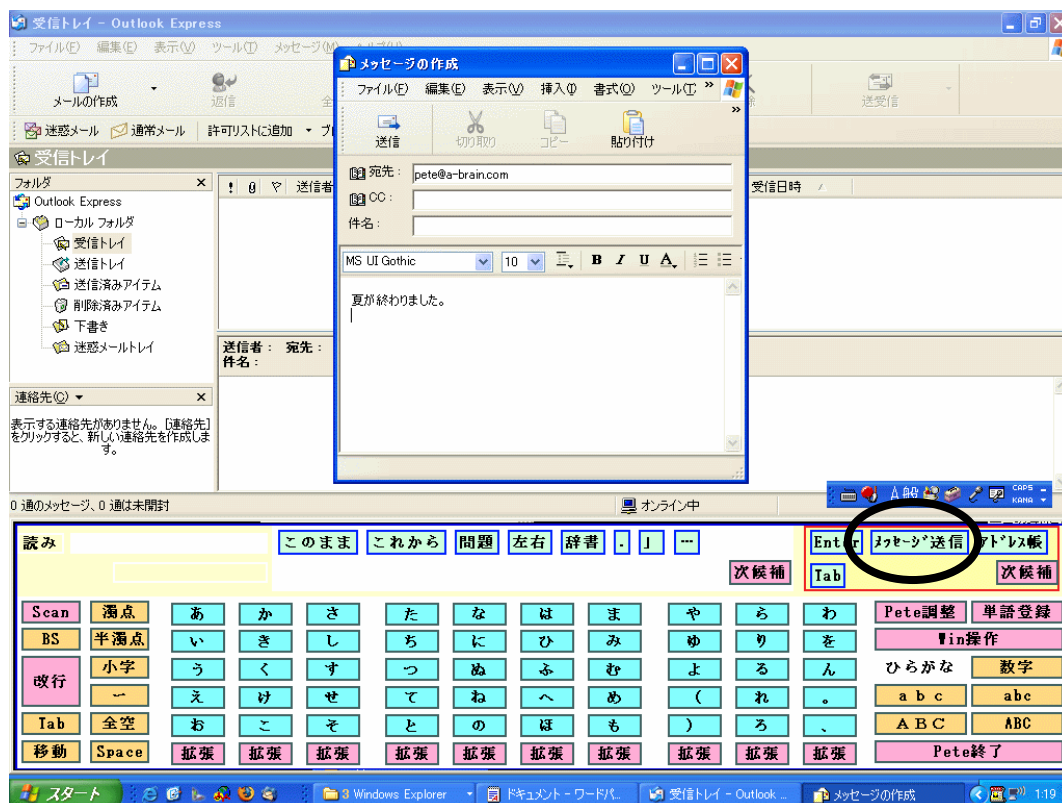 受信トレイ - Outlook Express
ファイル(F) 編集(E) 表示(V) ツール(T) メッセージ(M)
メールの作成 返信 送受信
迷惑メール 通常メール 許可リストに追加
受信トレイ
フォルダ
Outlook Express
ローカル フォルダ
受信トレイ
送信トレイ
送信済みアイテム
削除済みアイテム
下書き
迷惑メールトレイ
連絡先(C)
表示する連絡先がありません。[連絡先]
をクリックすると、新しい連絡先を作成しま
す。
! 送信者 受信日時
送信者: 宛先:
件名:
メッセージの作成
ファイル(F) 編集(E) 表示(V) 挿入(I) 書式(O) ツール(T) »
送信 切り取り コピー 貼り付け »
宛先: pete@a-brain.com
CC:
件名:
MS UI Gothic 10 B I U A
夏が終わりました。
0 通のメッセージ、0 通は未開封 オンライン中
A 般 CAPS
KANA
読み このまま これから 問題 左右 辞書 . 」 … Enter メッセージ送信 アドレス帳
次候補 Tab 次候補
Scan 濁点 あ か さ た な は ま や ら わ Pete調整 単語登録
BS 半濁点 い き し ち に ひ み ゆ り を Win操作
改行 小字 う く す つ ぬ ふ む よ る ん ひらがな 数字
ー え け せ て ね へ め ( れ 。 a b c abc
Tab 全空 お こ そ と の ほ も ) ろ 、 A B C ABC
移動 Space 拡張 拡張 拡張 拡張 拡張 拡張 拡張 拡張 拡張 拡張 Pete終了
スタート 3 Windows Explorer ドキュメント - ワードパ... 受信トレイ - Outlook ... メッセージの作成 1:19